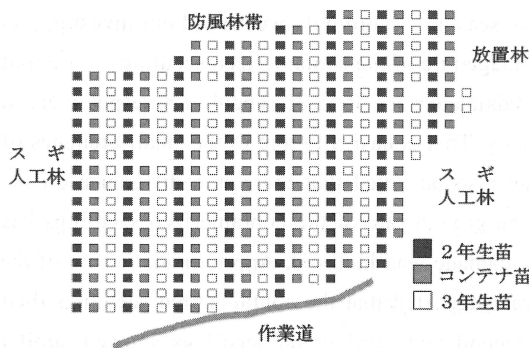 防風林帯
放置林
スギ
人工林
スギ
人工林
2年生苗
コンテナ苗
3年生苗
作業道